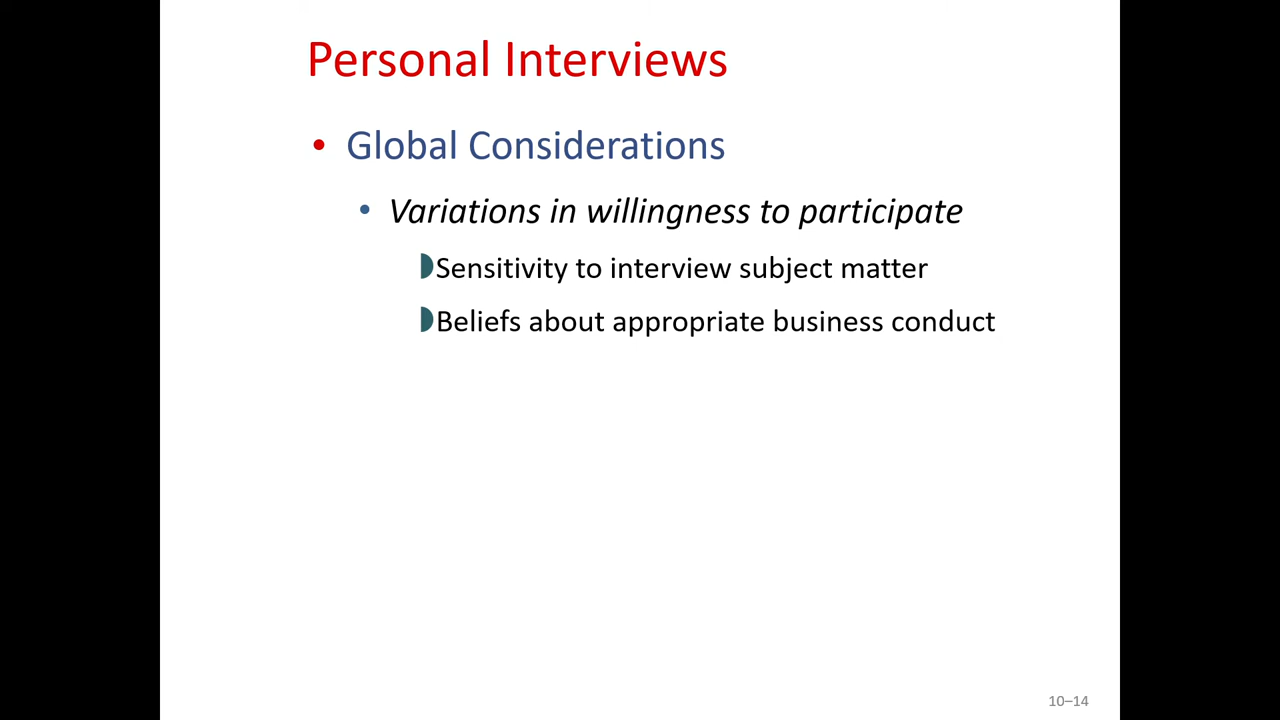 Personal Interviews
• Global Considerations
• Variations in willingness to participate
◗Sensitivity to interview subject matter
◗Beliefs about appropriate business conduct
10–14